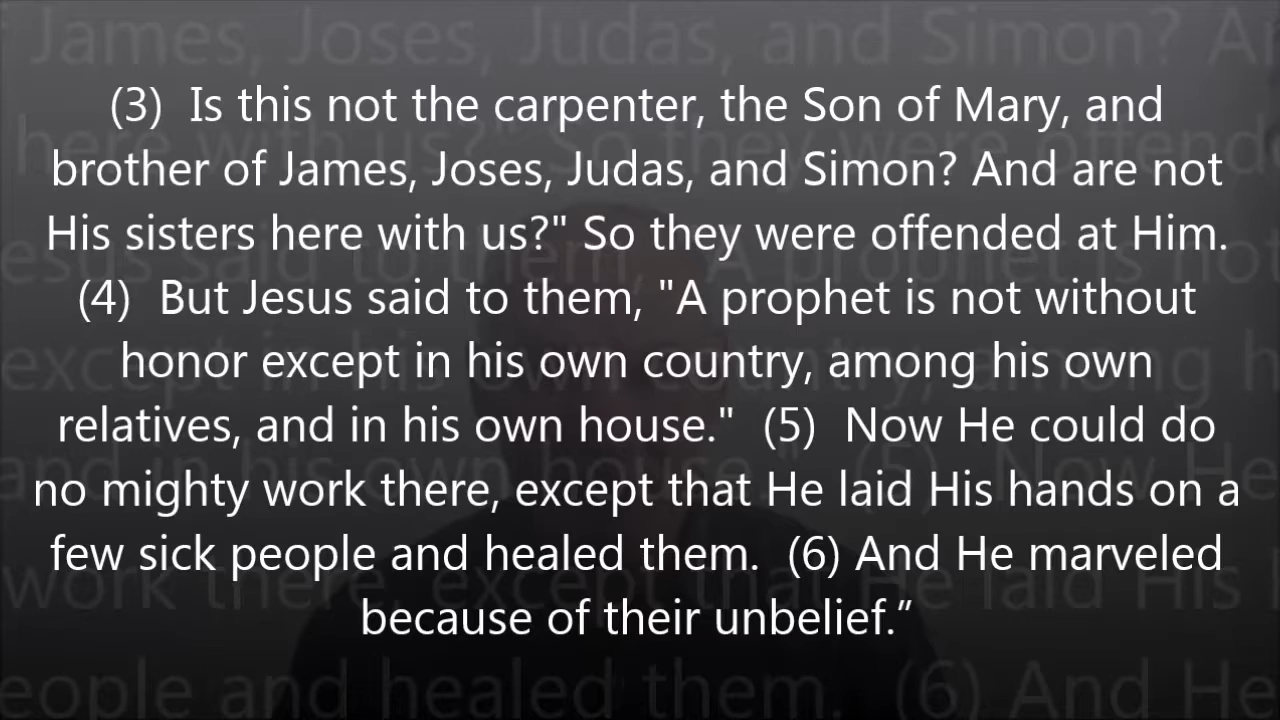 (3)  Is this not the carpenter, the Son of Mary, and
brother of James, Joses, Judas, and Simon? And are not
His sisters here with us?" So they were offended at Him.
(4)  But Jesus said to them, "A prophet is not without
honor except in his own country, among his own
relatives, and in his own house."  (5)  Now He could do
no mighty work there, except that He laid His hands on a
few sick people and healed them.  (6) And He marveled
because of their unbelief.”